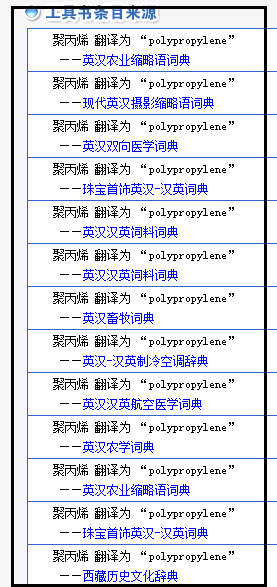 工具书条目来源
聚丙烯 翻译为 “polypropylene”
——英汉农业缩略语词典
聚丙烯 翻译为 “polypropylene”
——现代英汉摄影缩略语词典
聚丙烯 翻译为 “polypropylene”
——英汉双向医学词典
聚丙烯 翻译为 “polypropylene”
——珠宝首饰英汉-汉英词典
聚丙烯 翻译为 “polypropylene”
——英汉汉英饲料词典
聚丙烯 翻译为 “polypropylene”
——英汉汉英饲料词典
聚丙烯 翻译为 “polypropylene”
——英汉畜牧词典
聚丙烯 翻译为 “polypropylene”
——英汉-汉英制冷空调辞典
聚丙烯 翻译为 “polypropylene”
——英汉汉英航空医学词典
聚丙烯 翻译为 “polypropylene”
——英汉农学词典
聚丙烯 翻译为 “polypropylene”
——英汉农业缩略语词典
聚丙烯 翻译为 “polypropylene”
——珠宝首饰英汉-汉英词典
聚丙烯 翻译为 “polypropylene”
——西藏历史文化辞典